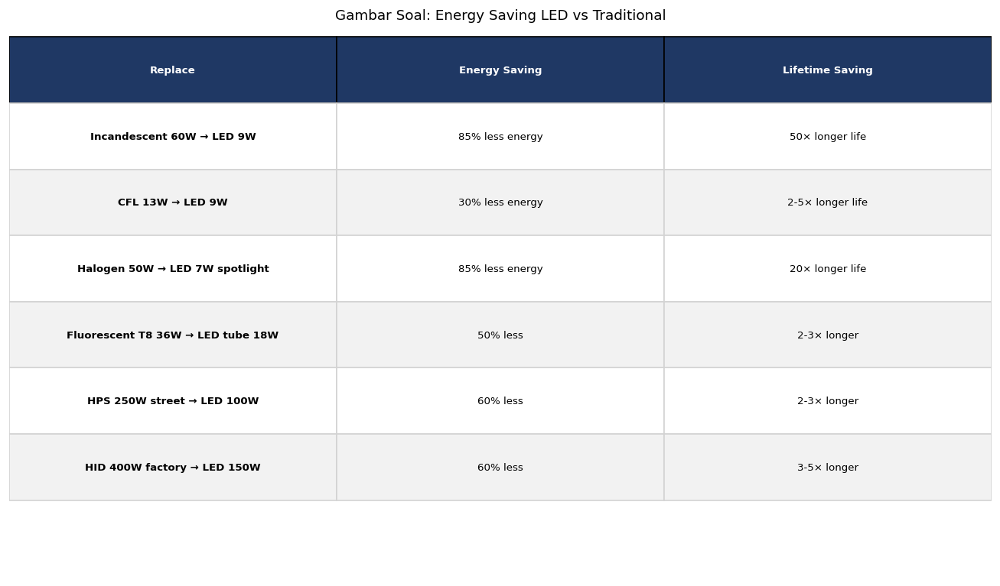 Gambar Soal: Energy Saving LED vs Traditional
Replace Energy Saving Lifetime Saving
Incandescent 60W → LED 9W 85% less energy 50× longer life
CFL 13W → LED 9W 30% less energy 2-5× longer life
Halogen 50W → LED 7W spotlight 85% less energy 20× longer life
Fluorescent T8 36W → LED tube 18W 50% less 2-3× longer
HPS 250W street → LED 100W 60% less 2-3× longer
HID 400W factory → LED 150W 60% less 3-5× longer